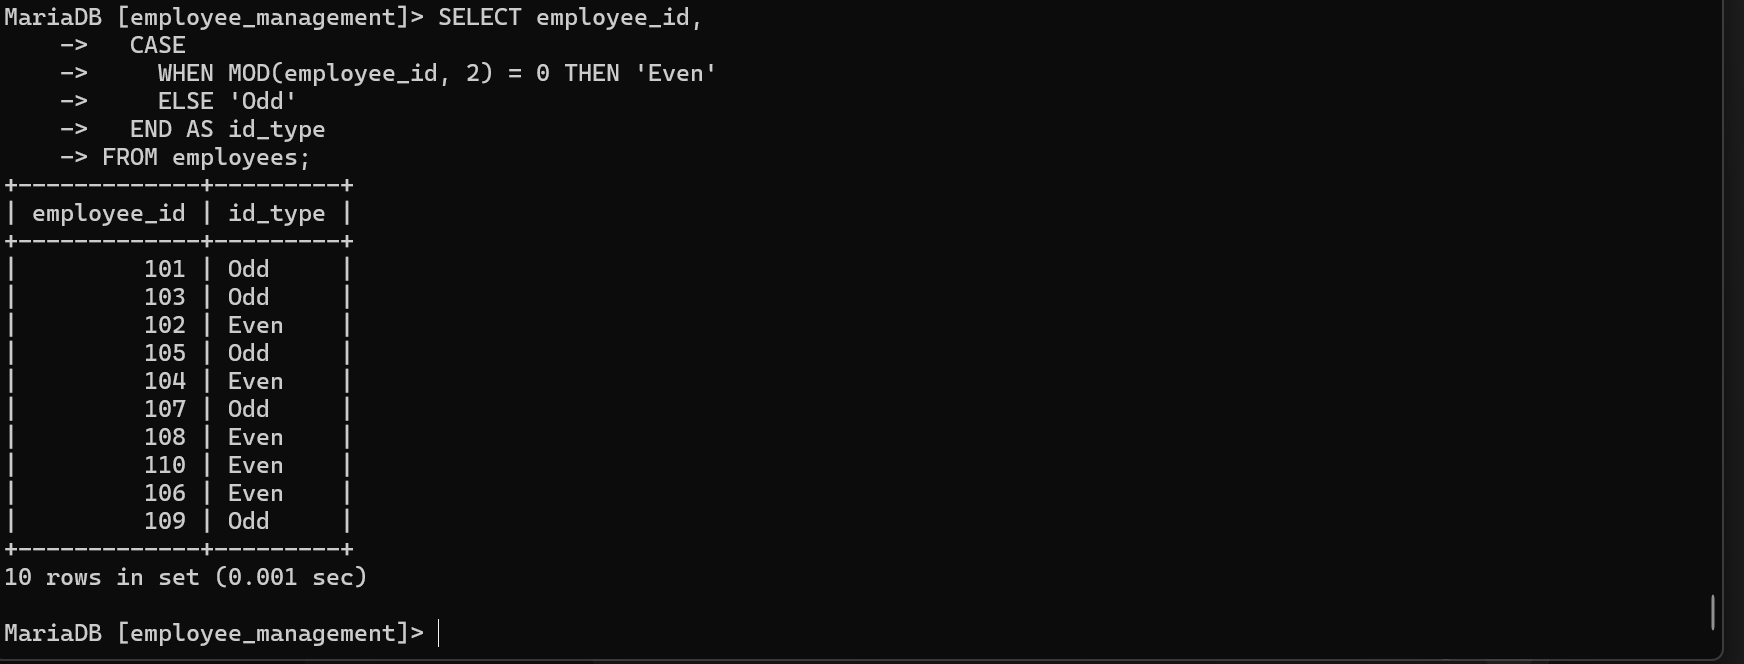 MariaDB [employee_management]> SELECT employee_id,
    ->   CASE
    ->     WHEN MOD(employee_id, 2) = 0 THEN 'Even'
    ->     ELSE 'Odd'
    ->   END AS id_type
    -> FROM employees;
+-------------+---------+
| employee_id | id_type |
+-------------+---------+
|         101 | Odd     |
|         103 | Odd     |
|         102 | Even    |
|         105 | Odd     |
|         104 | Even    |
|         107 | Odd     |
|         108 | Even    |
|         110 | Even    |
|         106 | Even    |
|         109 | Odd     |
+-------------+---------+
10 rows in set (0.001 sec)

MariaDB [employee_management]>